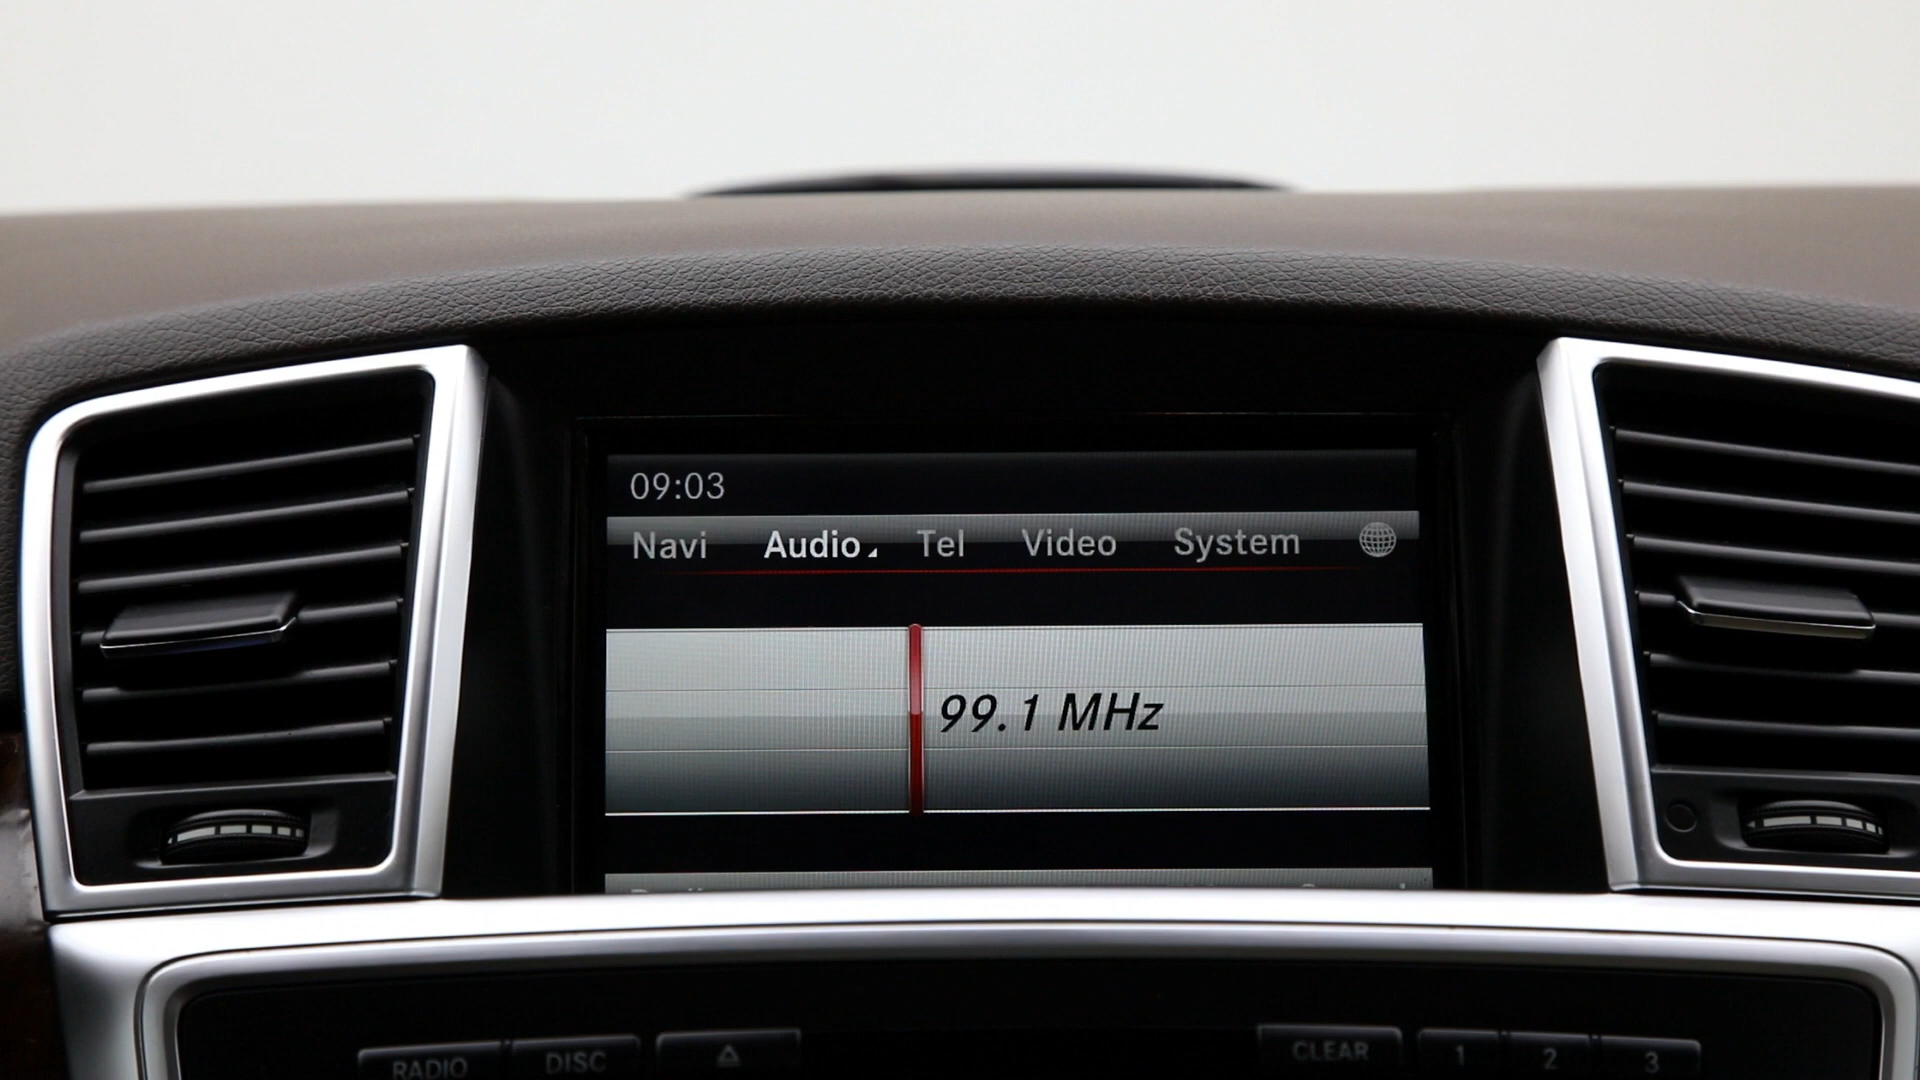 09:03
Navi Audio Tel Video System
99.1 MHz
RADIO DISC CLEAR 1 2 3